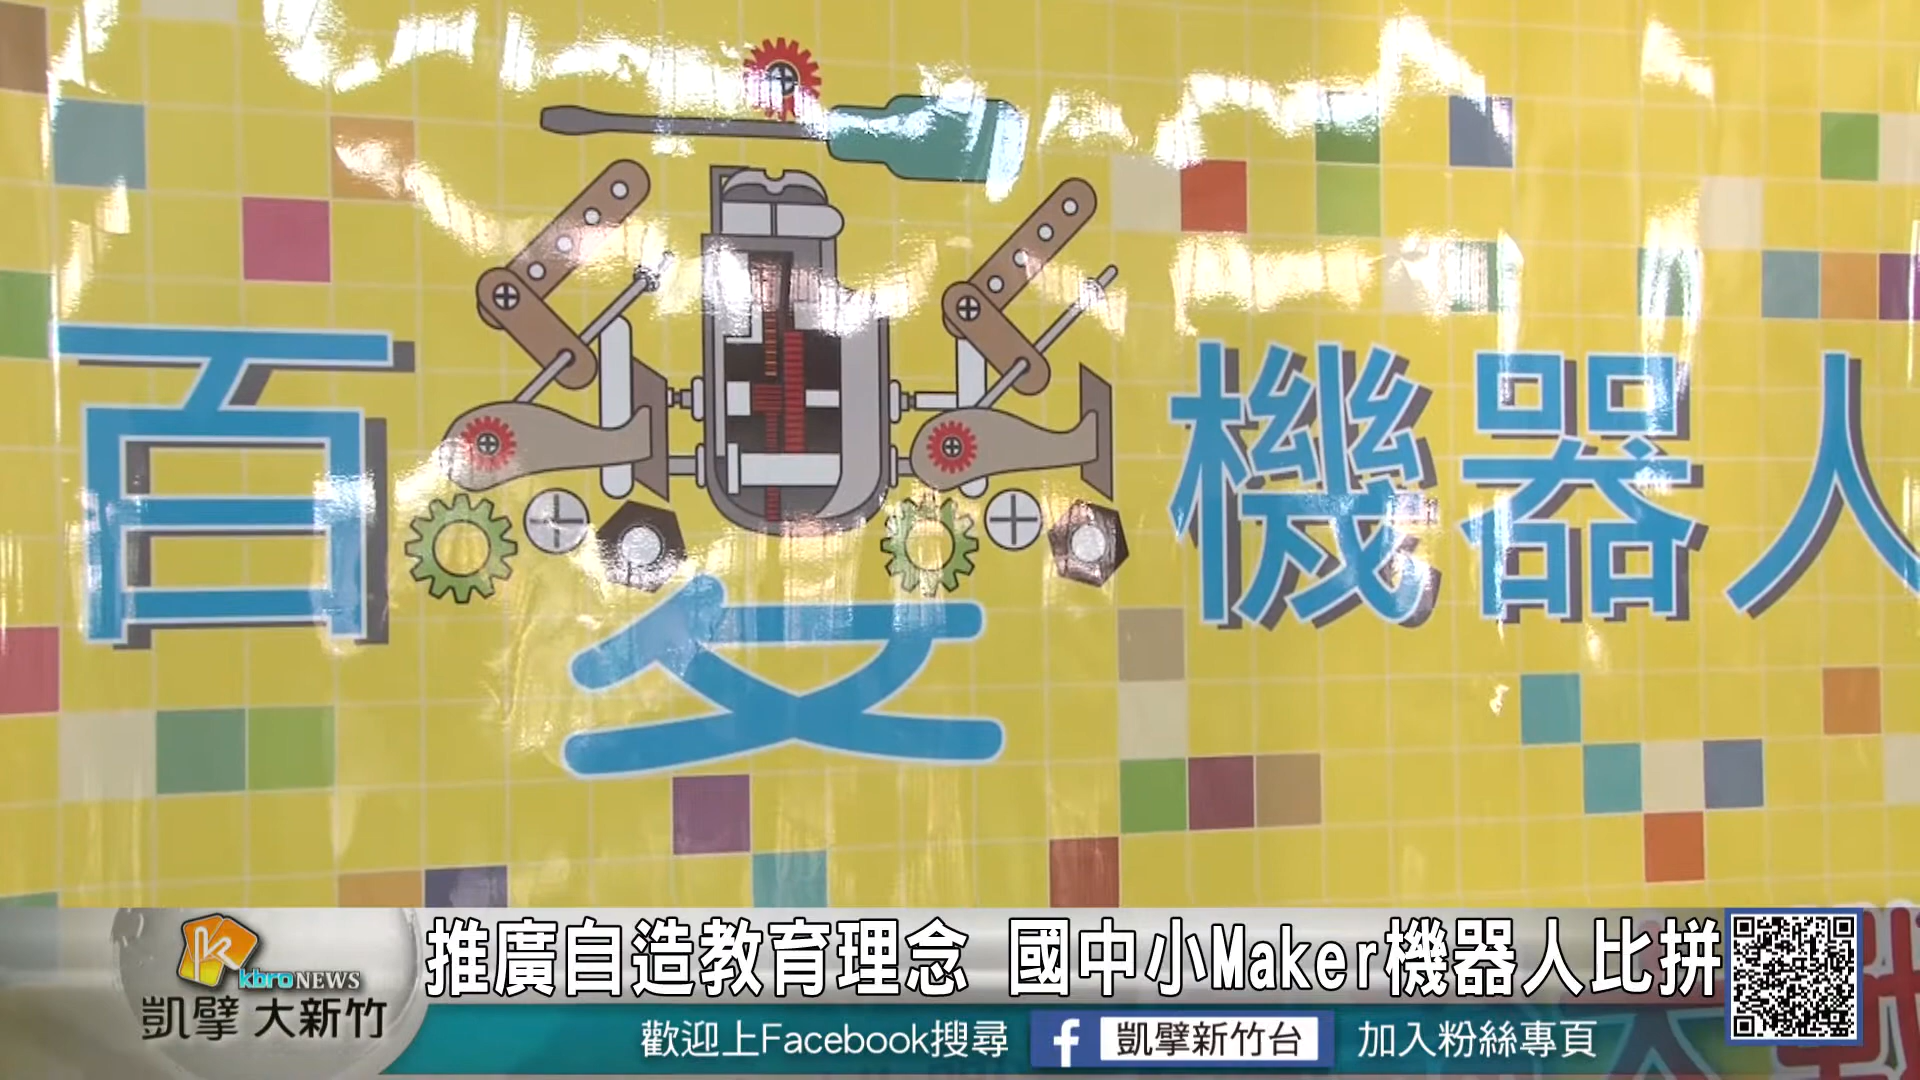 百變機器人
kbro NEWS
凱擘 大新竹
推廣自造教育理念 國中小Maker機器人比拼
歡迎上Facebook搜尋 f 凱擘新竹台 加入粉絲專頁